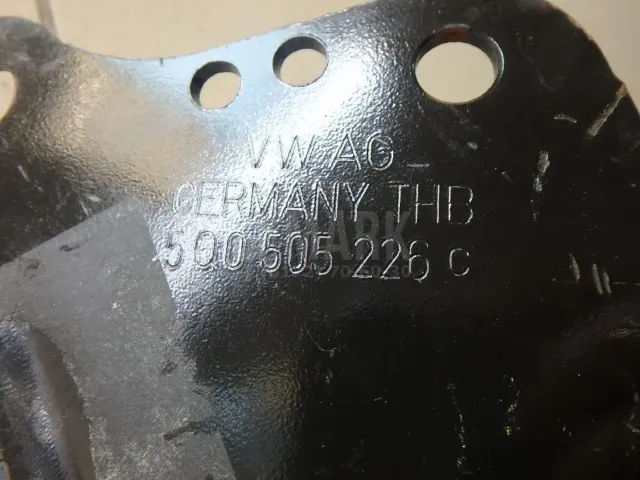 VW AG
GERMANY THB
5Q0 505 226 C